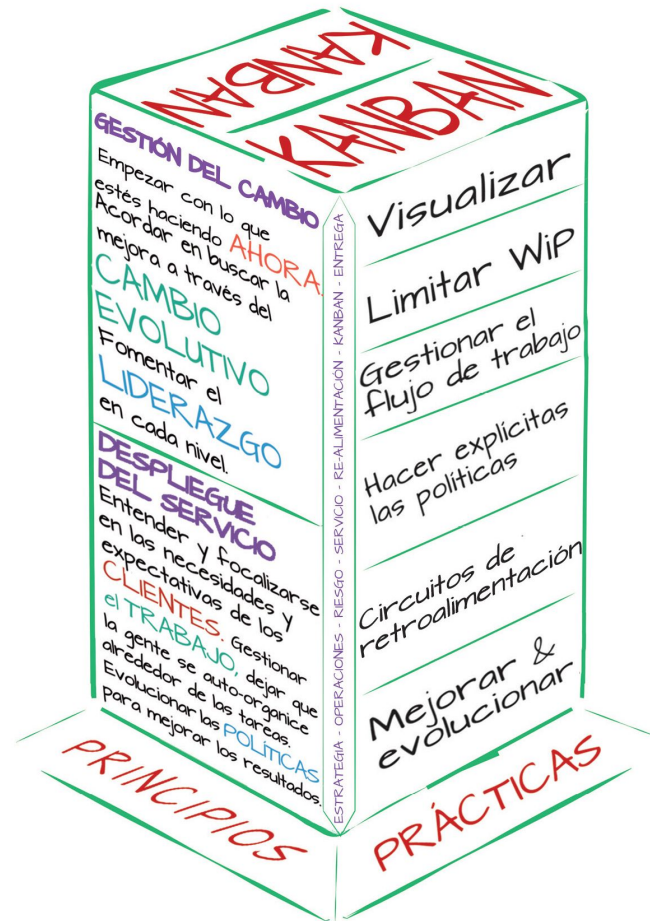 KANBAN
KANBAN
GESTIÓN DEL CAMBIO
Empezar con lo que
estés haciendo AHORA.
Acordar en buscar la
mejora a través del
CAMBIO
EVOLUTIVO
Fomentar el
LIDERAZGO
en cada nivel.
DESPLIEGUE
DEL SERVICIO
Entender y focalizarse
en las necesidades y
expectativas de los
CLIENTES. Gestionar
el TRABAJO, dejar que
la gente se auto-organice
alrededor de las tareas.
Evolucionar las POLÍTICAS
para mejorar los resultados.
PRINCIPIOS
ESTRATEGIA - OPERACIONES - RIESGO - SERVICIO - RE-ALIMENTACIÓN - KANBAN - ENTREGA
Visualizar
Limitar WiP
Gestionar el
flujo de trabajo
Hacer explícitas
las políticas
Circuitos de
retroalimentación
Mejorar &
evolucionar
PRÁCTICAS